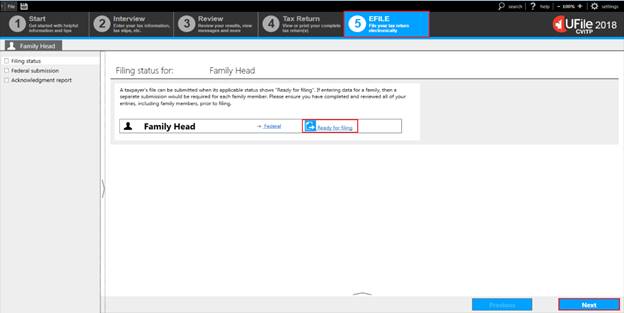 File
search ? help - 100% + settings
1 Start
Get started with helpful
information and tips
2 Interview
Enter your tax information,
tax slips, etc.
3 Review
Review your results, view
messages and more
4 Tax Return
View or print your complete
tax return(s)
5 EFILE
File your tax return
electronically
UFile 2018
CVITP
Family Head
Filing status
Federal submission
Acknowledgment report
Filing status for: Family Head
A taxpayer's file can be submitted when its applicable status shows "Ready for filing". If entering data for a family, then a
separate submission would be required for each family member. Please ensure you have completed and reviewed all of your
entries, including family members, prior to filing.
Family Head → Federal Ready for filing
Previous Next